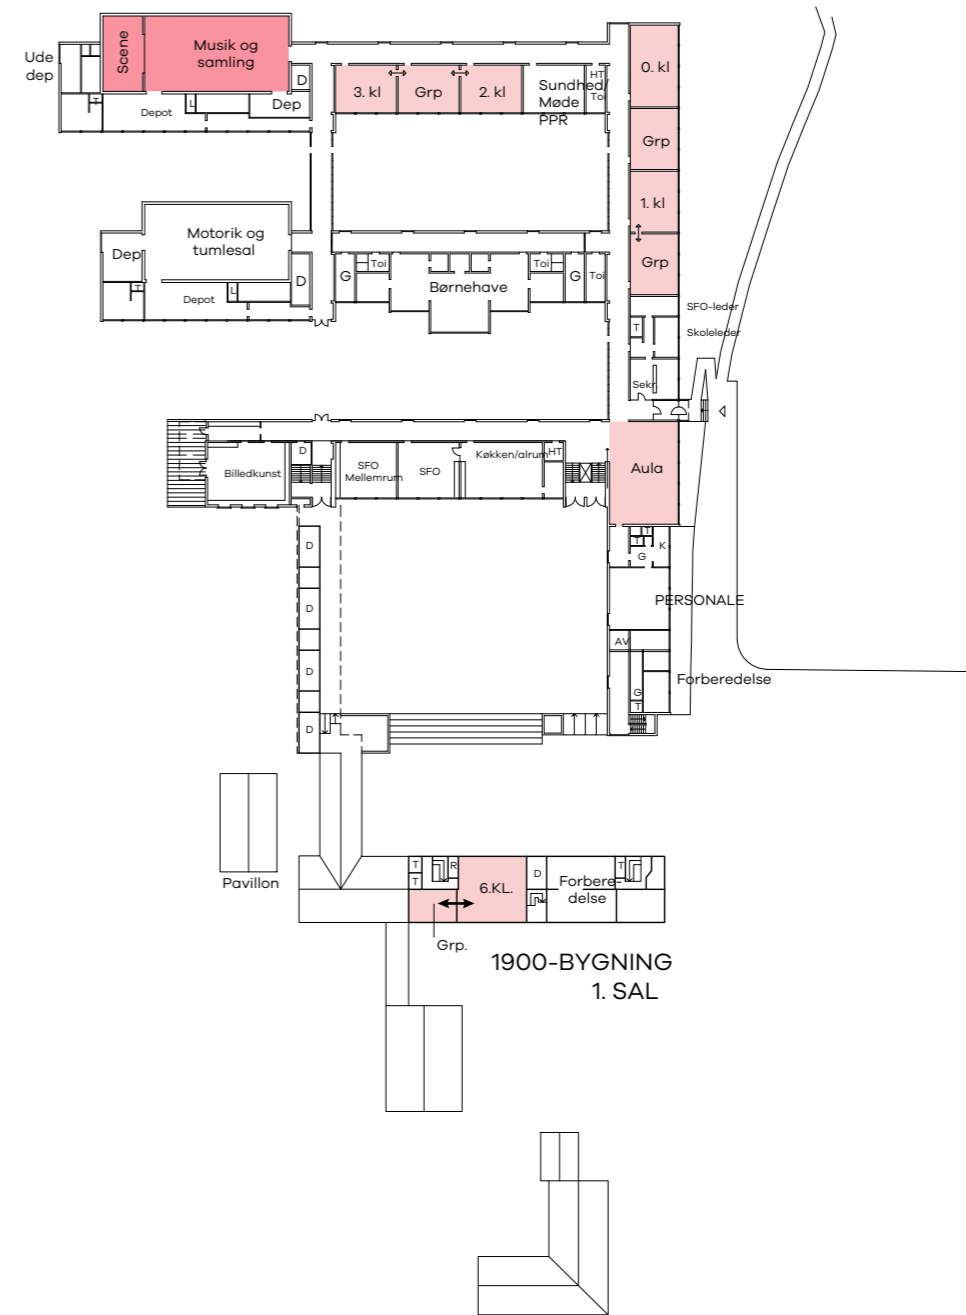 Ude
dep
Scene
Musik og
samling
D
Dep
T
L
Depot
3. kl
Grp
2. kl
Sundhed/
Møde
PPR
HT
Toi
0. kl
Grp
1. kl
Grp
Motorik og
tumlesal
Dep
T
L
Depot
D
G
Toi
Børnehave
Toi
G
Toi
SFO-leder
T
Skoleleder
Sekr.
Billedkunst
D
SFO
Mellemrum
SFO
Køkken/alrum
HT
Aula
T
T
K
G
D
D
D
D
PERSONALE
AV
Forberedelse
G
T
Pavillon
T
T
R
6.KL.
D
Forbere-
delse
T
Grp.
1900-BYGNING
1. SAL